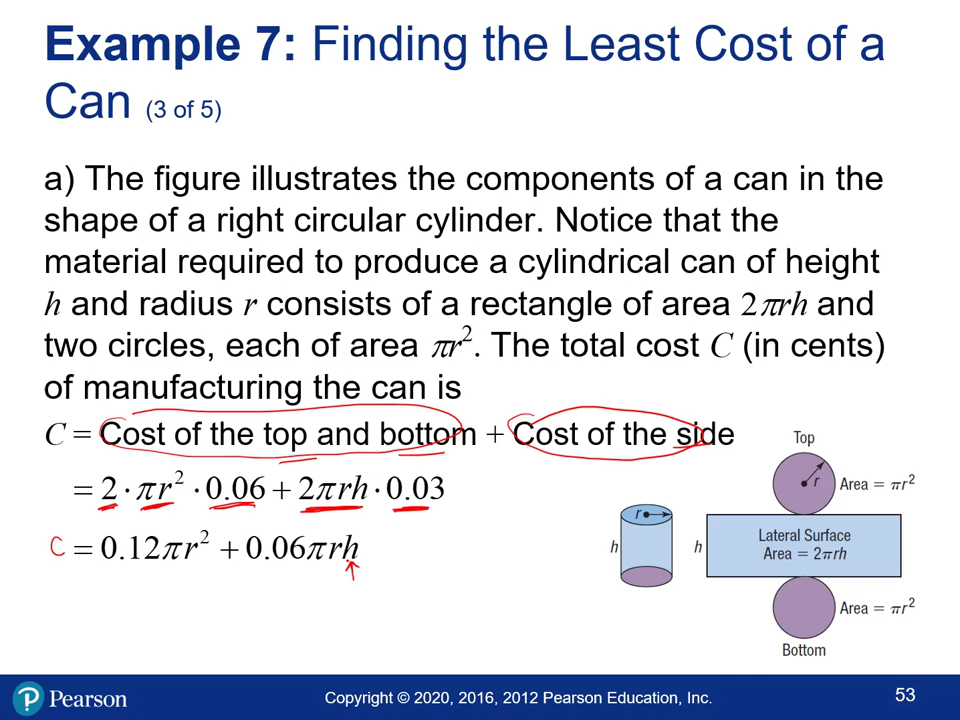 Example 7: Finding the Least Cost of a
Can (3 of 5)
a) The figure illustrates the components of a can in the
shape of a right circular cylinder. Notice that the
material required to produce a cylindrical can of height
h and radius r consists of a rectangle of area 2πrh and
two circles, each of area πr². The total cost C (in cents)
of manufacturing the can is
C = Cost of the top and bottom + Cost of the side
= 2 · πr² · 0.06 + 2πrh · 0.03
C = 0.12πr² + 0.06πrh
r
h
Top
r
Area = πr²
h
Lateral Surface
Area = 2πrh
Area = πr²
Bottom
P Pearson
Copyright © 2020, 2016, 2012 Pearson Education, Inc.
53